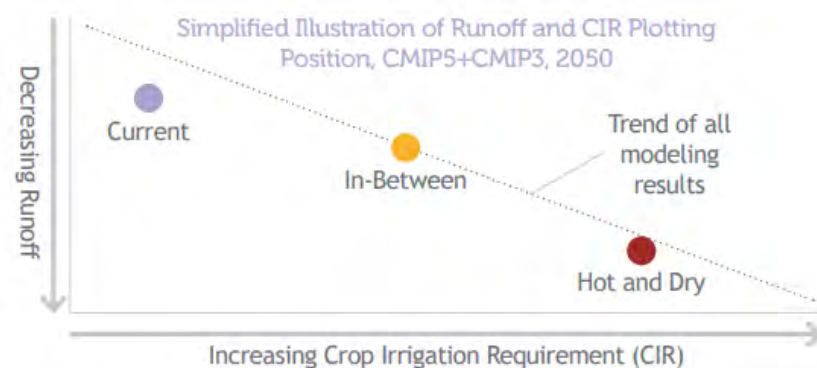 Simplified Illustration of Runoff and CIR Plotting
Position, CMIP5+CMIP3, 2050
Decreasing Runoff
Current
In-Between
Trend of all
modeling
results
Hot and Dry
Increasing Crop Irrigation Requirement (CIR)